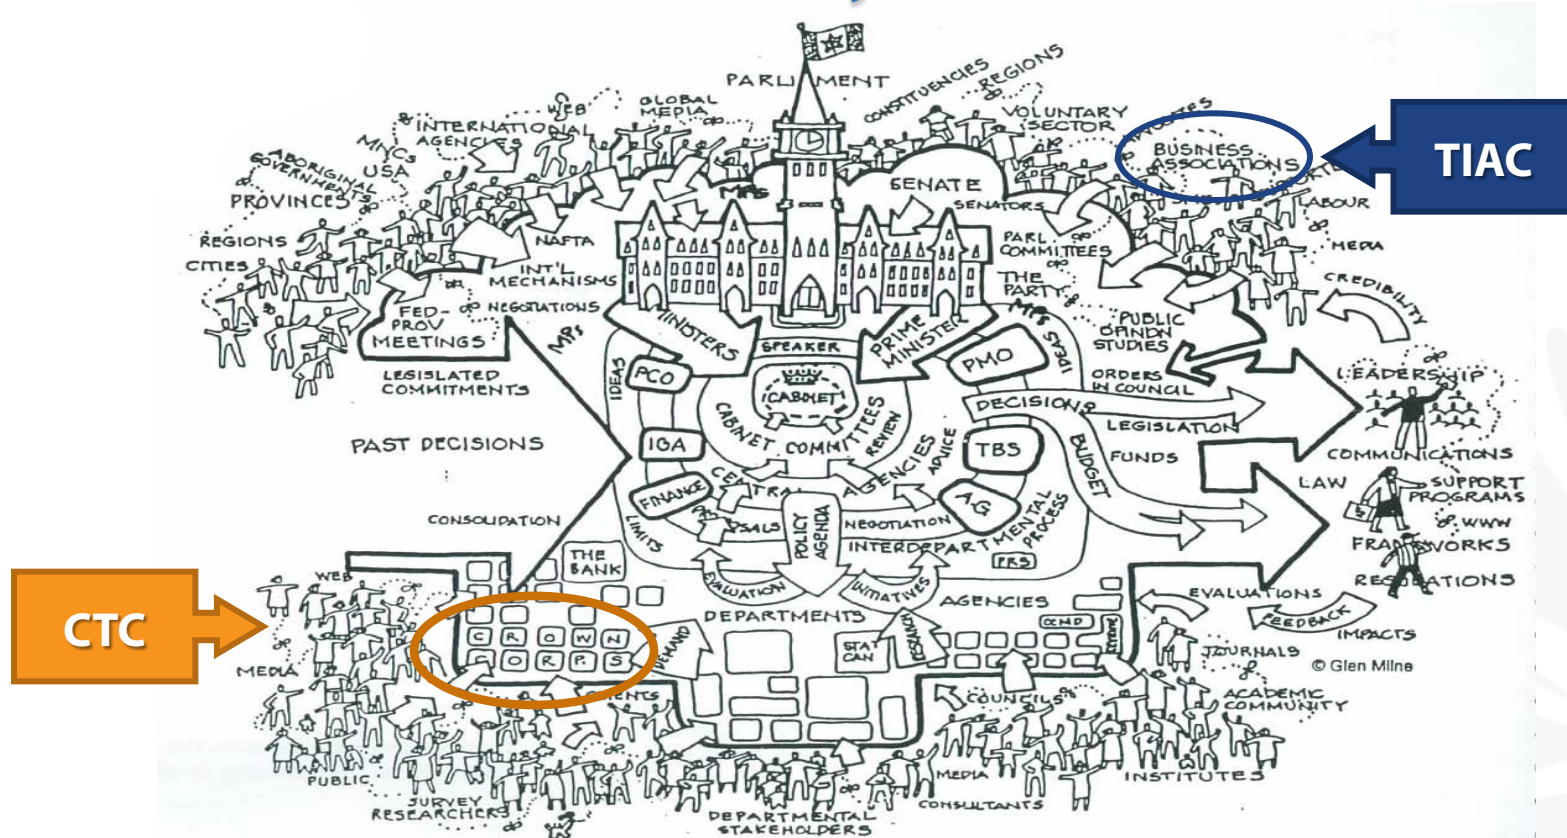 PARLIAMENT
CONSTITUENCIES
REGIONS
WEB
GLOBAL
MEDIA
VOLUNTARY
SECTOR
INTERNATIONAL
AGENCIES
MNCs
USA
ABORIGINAL
GOVERNMENTS
PROVINCES
BUSINESS
ASSOCIATIONS
TIAC
MPs
SENATE
SENATORS
LABOUR
MEDIA
REGIONS
CITIES
NAFTA
INT'L
MECHANISMS
NEGOTIATIONS
PARL.
COMMITTEES
THE
PARTY
CREDIBILITY
FED-
PROV
MEETINGS
MPs
MINISTERS
SPEAKER
PRIME
MINISTER
MPs
PUBLIC
OPINON
STUDIES
LEGISLATED
COMMITMENTS
IDEAS
PCO
CABINET
PMO
IDEAS
ORDERS
IN COUNCIL
LEADERSHIP
CABINET COMMITTEES
REVIEW
DECISIONS
LEGISLATION
PAST DECISIONS
IGA
CENTRAL AGENCIES
ADVICE
TBS
BUDGET
FUNDS
COMMUNICATIONS
LAW
SUPPORT
PROGRAMS
FINANCE
A-G
CONSOLIDATION
LIMITS
POLICY
AGENDA
NEGOTIATION
INTERDEPARTMENTAL
PROCESS
WWW
FRAMEWORKS
THE
BANK
PRS
REGULATIONS
WEB
EVALUATION
INITIATIVES
DEPARTMENTS
AGENCIES
EVALUATIONS
FEEDBACK
IMPACTS
CTC
CROWN
CORPS
DEMAND
STAT
CAN
RESEARCH
JOURNALS
© Glen Milne
MEDIA
CLIENTS
COUNCILS
ACADEMIC
COMMUNITY
PUBLIC
MEDIA
INSTITUTES
SURVEY
RESEARCHERS
CONSULTANTS
DEPARTMENTAL
STAKEHOLDERS